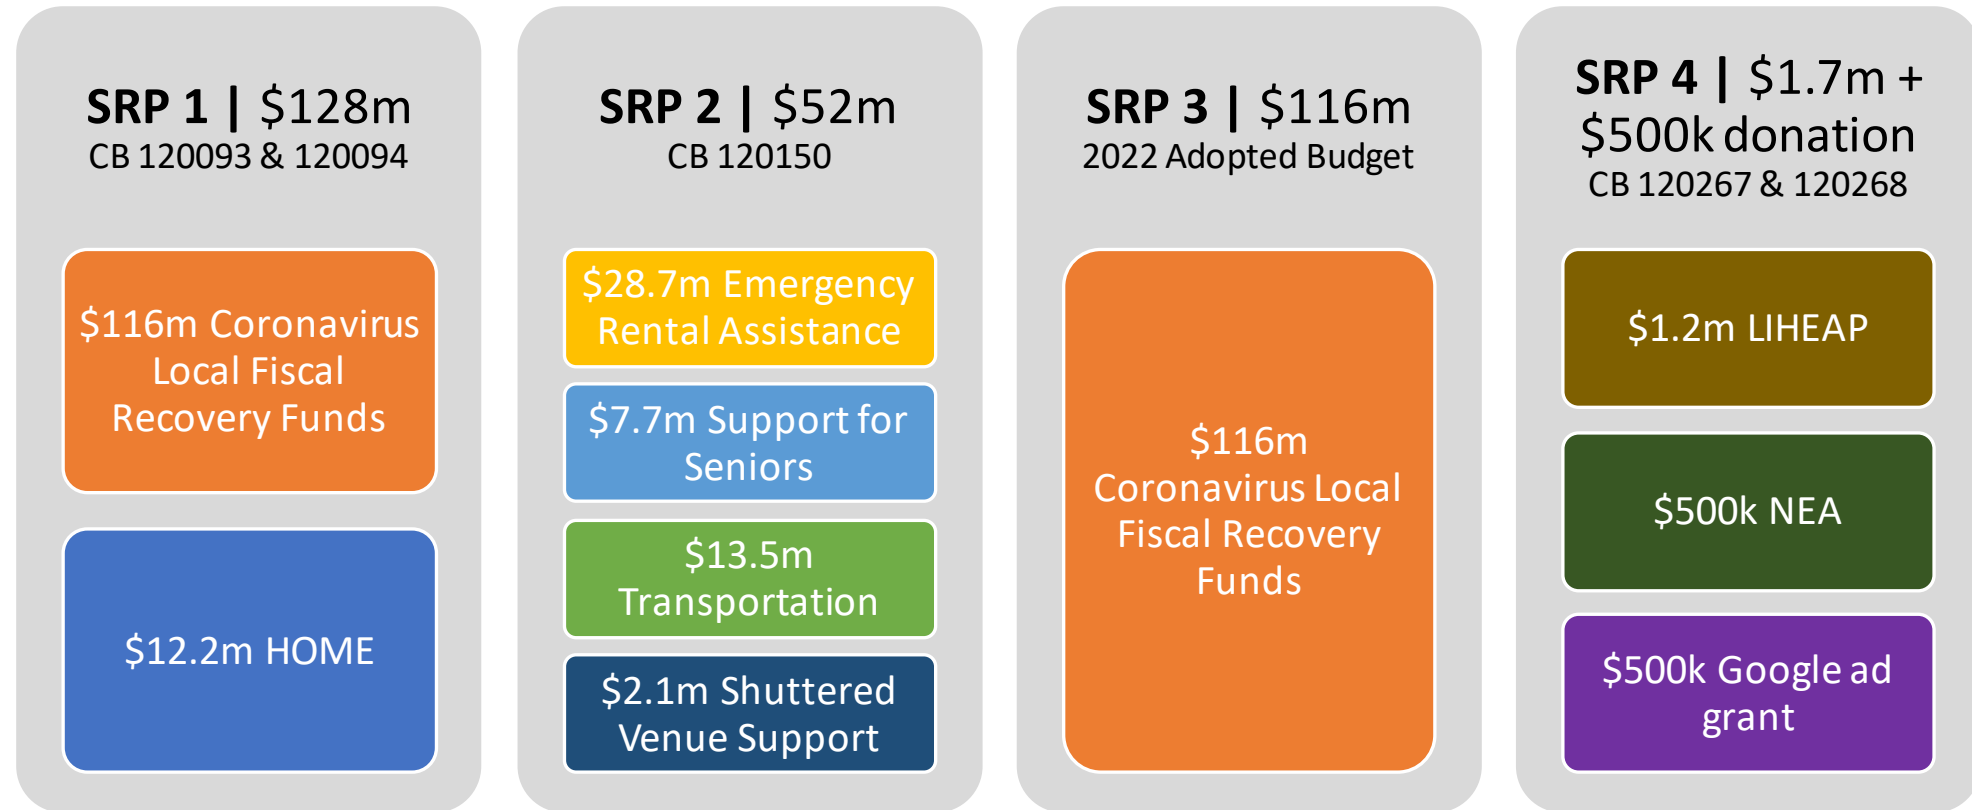 SRP 1 | $128m
CB 120093 & 120094
$116m Coronavirus
Local Fiscal
Recovery Funds
$12.2m HOME
SRP 2 | $52m
CB 120150
$28.7m Emergency
Rental Assistance
$7.7m Support for
Seniors
$13.5m
Transportation
$2.1m Shuttered
Venue Support
SRP 3 | $116m
2022 Adopted Budget
$116m
Coronavirus Local
Fiscal Recovery
Funds
SRP 4 | $1.7m +
$500k donation
CB 120267 & 120268
$1.2m LIHEAP
$500k NEA
$500k Google ad
grant